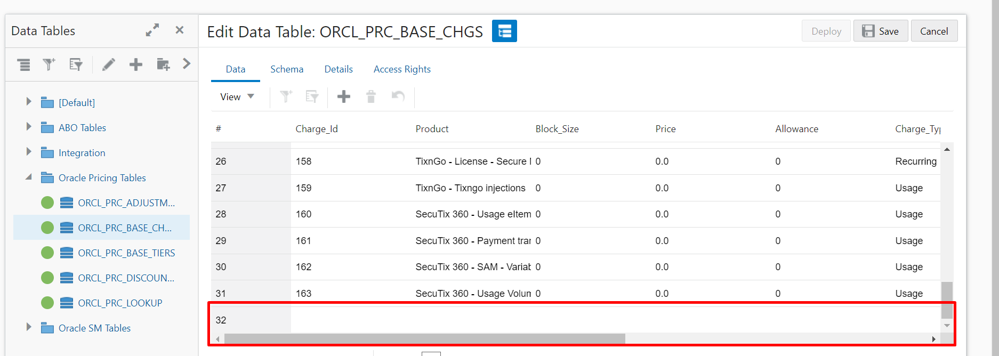 Data Tables
Edit Data Table: ORCL_PRC_BASE_CHGS
Deploy
Save
Cancel
Data
Schema
Details
Access Rights
View
[Default]
ABO Tables
Integration
Oracle Pricing Tables
ORCL_PRC_ADJUSTM...
ORCL_PRC_BASE_CH...
ORCL_PRC_BASE_TIERS
ORCL_PRC_DISCOUN...
ORCL_PRC_LOOKUP
Oracle SM Tables
# Charge_Id Product Block_Size Price Allowance Charge_Typ
26 158 TixnGo - License - Secure 0 0.0 0 Recurring
27 159 TixnGo - Tixngo injections 0 0.0 0 Usage
28 160 SecuTix 360 - Usage eItem 0 0.0 0 Usage
29 161 SecuTix 360 - Payment tran 0 0.0 0 Usage
30 162 SecuTix 360 - SAM - Variab 0 0.0 0 Usage
31 163 SecuTix 360 - Usage Volum 0 0.0 0 Usage
32